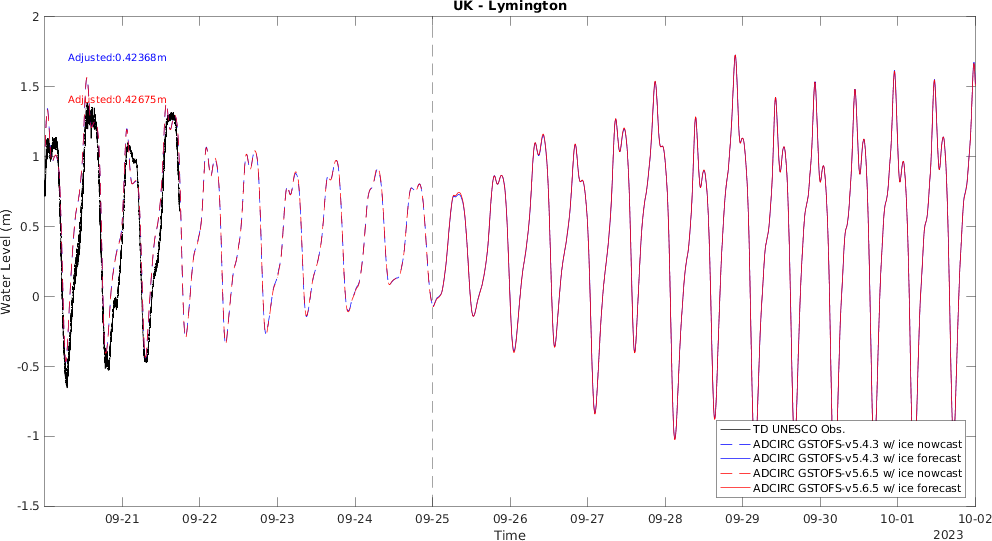 UK - Lymington
Adjusted:0.42368m
Adjusted:0.42675m
Water Level (m)
2
1.5
1
0.5
0
-0.5
-1
-1.5
TD UNESCO Obs.
ADCIRC GSTOFS-v5.4.3 w/ ice nowcast
ADCIRC GSTOFS-v5.4.3 w/ ice forecast
ADCIRC GSTOFS-v5.6.5 w/ ice nowcast
ADCIRC GSTOFS-v5.6.5 w/ ice forecast
09-21 09-22 09-23 09-24 09-25 09-26 09-27 09-28 09-29 09-30 10-01 10-02
Time
2023